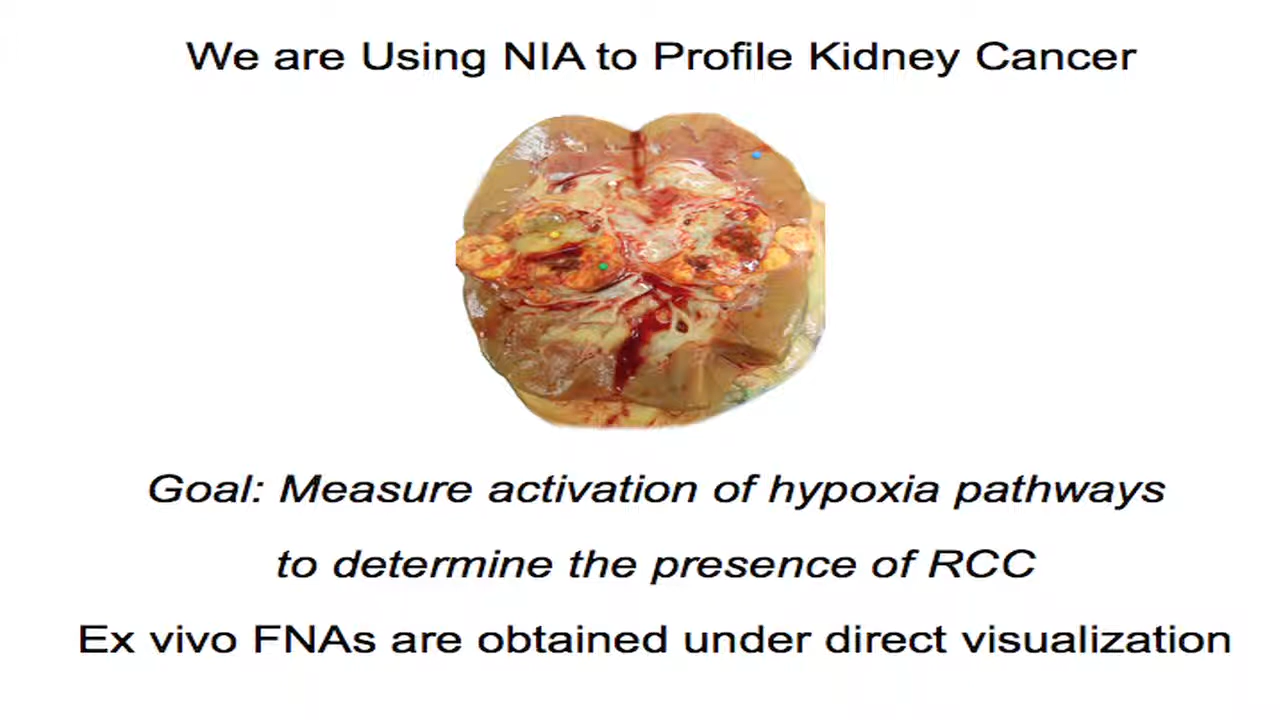 We are Using NIA to Profile Kidney Cancer
Goal: Measure activation of hypoxia pathways
to determine the presence of RCC
Ex vivo FNAs are obtained under direct visualization